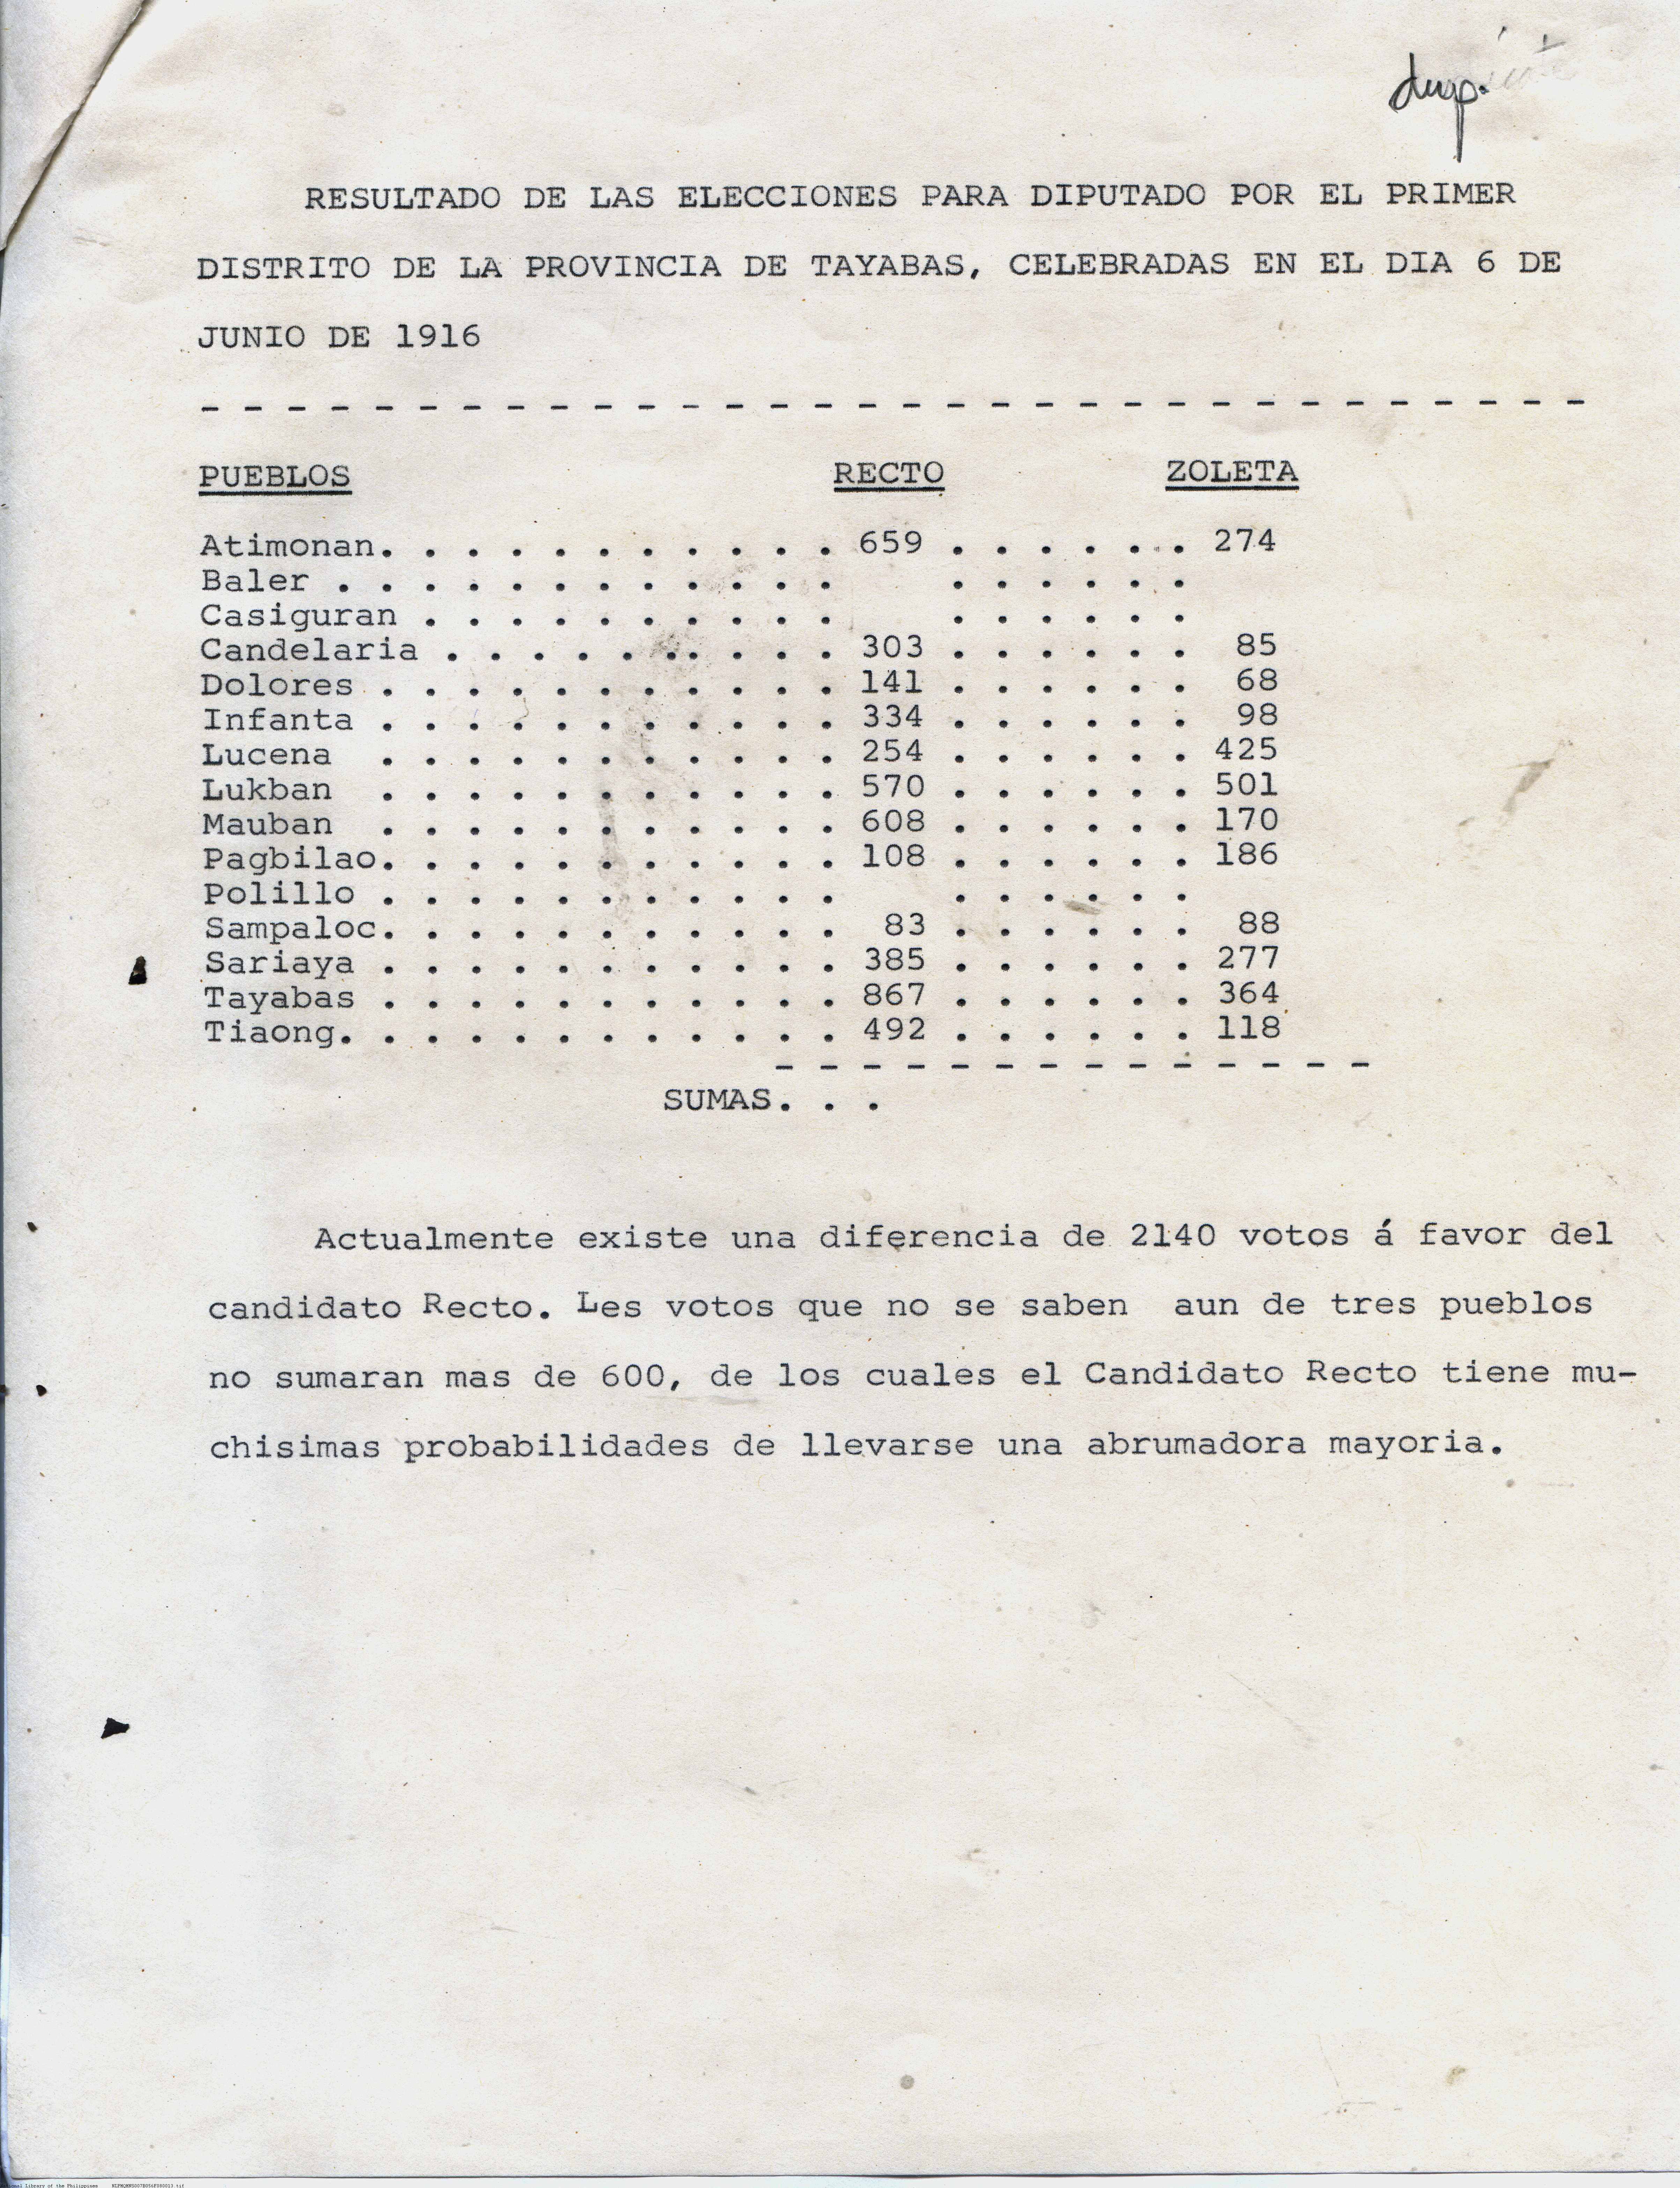 dup.
RESULTADO DE LAS ELECCIONES PARA DIPUTADO POR EL PRIMER
DISTRITO DE LA PROVINCIA DE TAYABAS, CELEBRADAS EN EL DIA 6 DE
JUNIO DE 1916
- - - - - - - - - - - - - - - - - - - - - - - - - - - - - - - -
PUEBLOS RECTO ZOLETA
Atimonan. . . . . . . . . . . 659 . . . . . . 274
Baler . . . . . . . . . . . . . . . . . .
Casiguran . . . . . . . . . . . . . . . .
Candelaria . . . . . . . . . . 303 . . . . . . 85
Dolores . . . . . . . . . . . 141 . . . . . . 68
Infanta . . . . . . . . . . . 334 . . . . . . 98
Lucena . . . . . . . . . . . 254 . . . . . . 425
Lukban . . . . . . . . . . . 570 . . . . . . 501
Mauban . . . . . . . . . . . 608 . . . . . . 170
Pagbilao. . . . . . . . . . . 108 . . . . . . 186
Polillo . . . . . . . . . . . . . . . . .
Sampaloc. . . . . . . . . . . 83 . . . . . . 88
Sariaya . . . . . . . . . . . 385 . . . . . . 277
Tayabas . . . . . . . . . . . 867 . . . . . . 364
Tiaong. . . . . . . . . . . . 492 . . . . . . 118
- - - - - - - - - - - - - -
SUMAS. . .
Actualmente existe una diferencia de 2140 votos á favor del
candidato Recto. Les votos que no se saben aun de tres pueblos
no sumaran mas de 600, de los cuales el Candidato Recto tiene mu-
chisimas probabilidades de llevarse una abrumadora mayoria.
Library of the Philippines